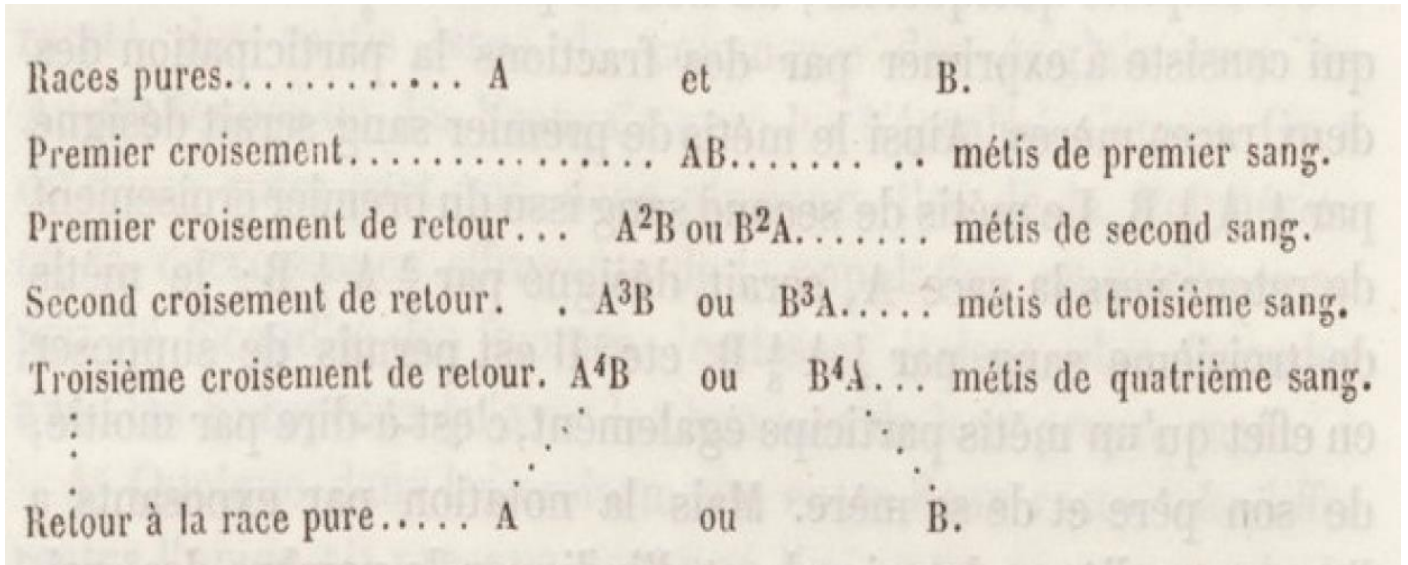 Races pures............. A et B.
Premier croisement................ AB....... .. métis de premier sang.
Premier croisement de retour... A²B ou B²A....... métis de second sang.
Second croisement de retour. . A³B ou B³A..... métis de troisième sang.
Troisième croisement de retour. A⁴B ou B⁴A... métis de quatrième sang.
Retour à la race pure..... A ou B.